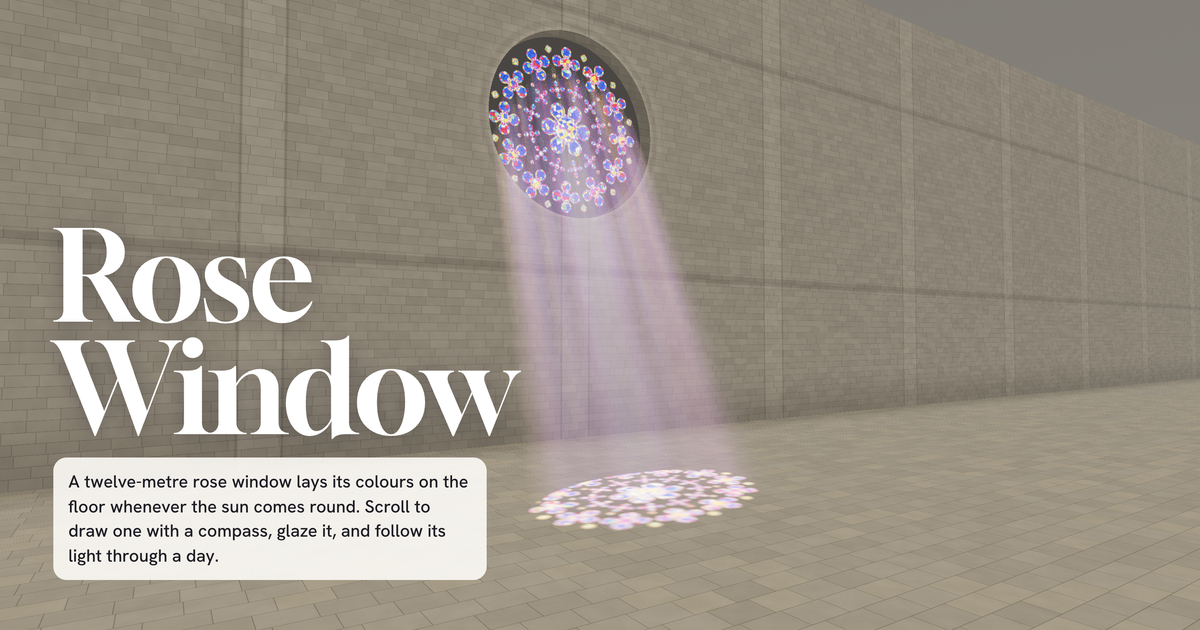 Rose
Window
A twelve-metre rose window lays its colours on the
floor whenever the sun comes round. Scroll to
draw one with a compass, glaze it, and follow its
light through a day.